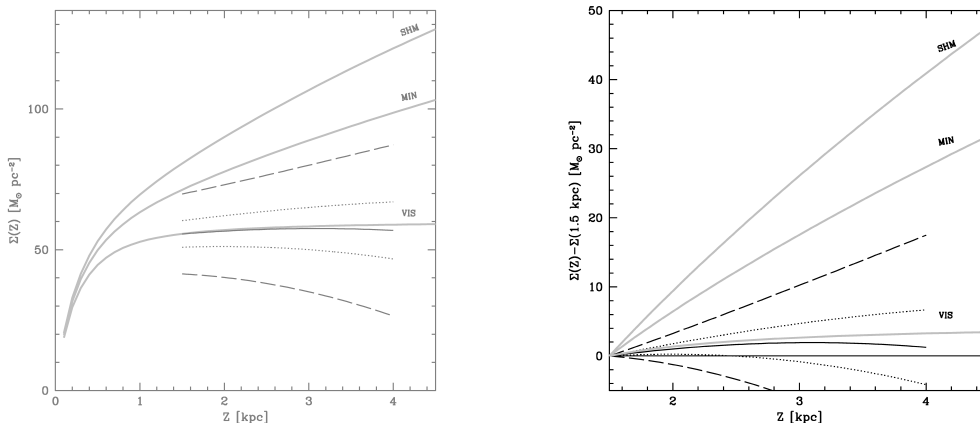 100
50
0
Σ(Z) [M⊙ pc⁻²]
SHM
MIN
VIS
0 1 2 3 4
Z [kpc]
50
40
30
20
10
0
Σ(Z)−Σ(1.5 kpc) [M⊙ pc⁻²]
SHM
MIN
VIS
2 3 4
Z [kpc]